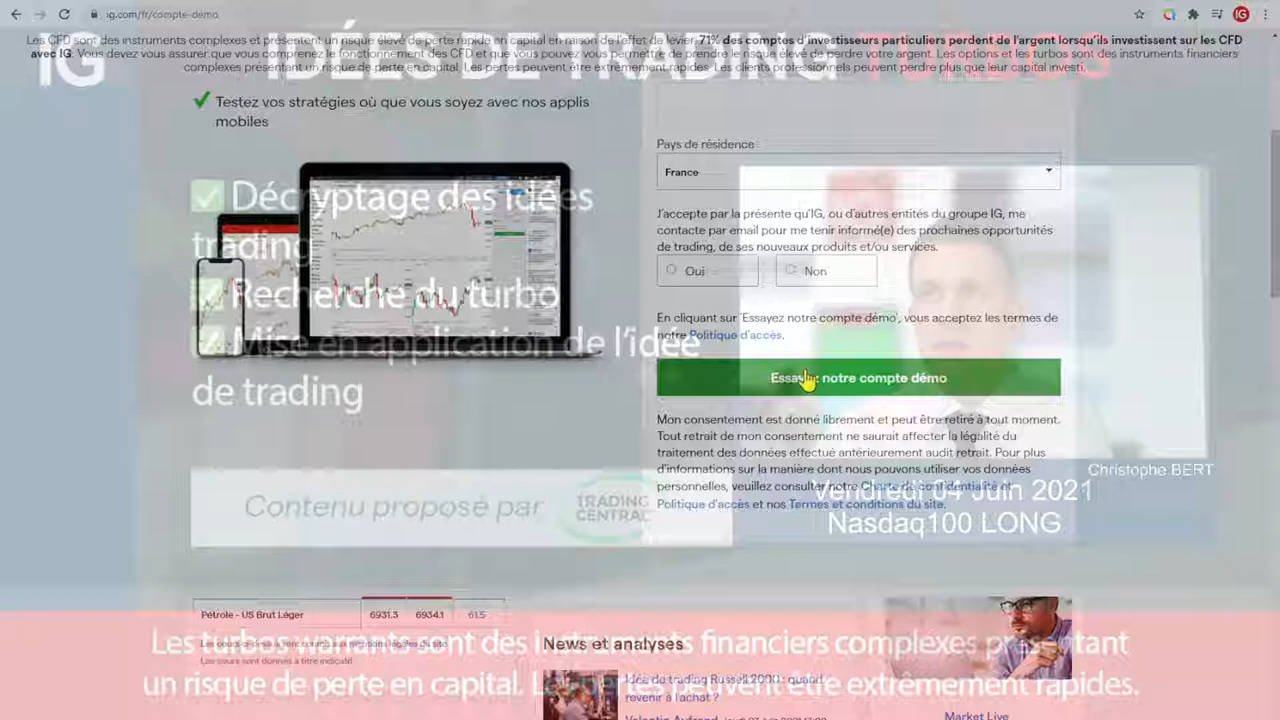 ig.com/fr/compte-demo
Les CFD sont des instruments complexes et présentent un risque élevé de perte rapide en capital en raison de l'effet de levier. 71% des comptes d'investisseurs particuliers perdent de l'argent lorsqu'ils investissent sur les CFD
avec IG. Vous devez vous assurer que vous comprenez le fonctionnement des CFD et que vous pouvez vous permettre de prendre le risque élevé de perdre votre argent. Les options et les turbos sont des instruments financiers
complexes présentant un risque de perte en capital. Les pertes peuvent être extrêmement rapides. Les clients professionnels peuvent perdre plus que leur capital investi.
IG
Testez vos stratégies où que vous soyez avec nos applis
mobiles
Décryptage des idées
trading
Recherche du turbo
Mise en application de l'idée
de trading
Contenu proposé par
TRADING
CENTRAL
Pays de résidence
France
J'accepte par la présente qu'IG, ou d'autres entités du groupe IG, me
contacte par email pour me tenir informé(e) des prochaines opportunités
de trading, de ses nouveaux produits et/ou services.
Oui
Non
En cliquant sur 'Essayez notre compte démo', vous acceptez les termes de
notre Politique d'accès.
Essayez notre compte démo
Mon consentement est donné librement et peut être retiré à tout moment.
Tout retrait de mon consentement ne saurait affecter la légalité du
traitement des données effectué antérieurement audit retrait. Pour plus
d'informations sur la manière dont nous pouvons utiliser vos données
personnelles, veuillez consulter notre Charte de confidentialité et
Politique d'accès et nos Termes et conditions du site.
Christophe BERT
Vendredi 04 Juin 2021
Nasdaq100 LONG
Pétrole - US Brut Léger 6931.3 6934.1 61.5
Les cours sont donnés à titre indicatif
News et analyses
Idée de trading Russell 2000 : quand
revenir à l'achat ?
Market Live
Les turbos warrants sont des instruments financiers complexes présentant
un risque de perte en capital. Les pertes peuvent être extrêmement rapides.